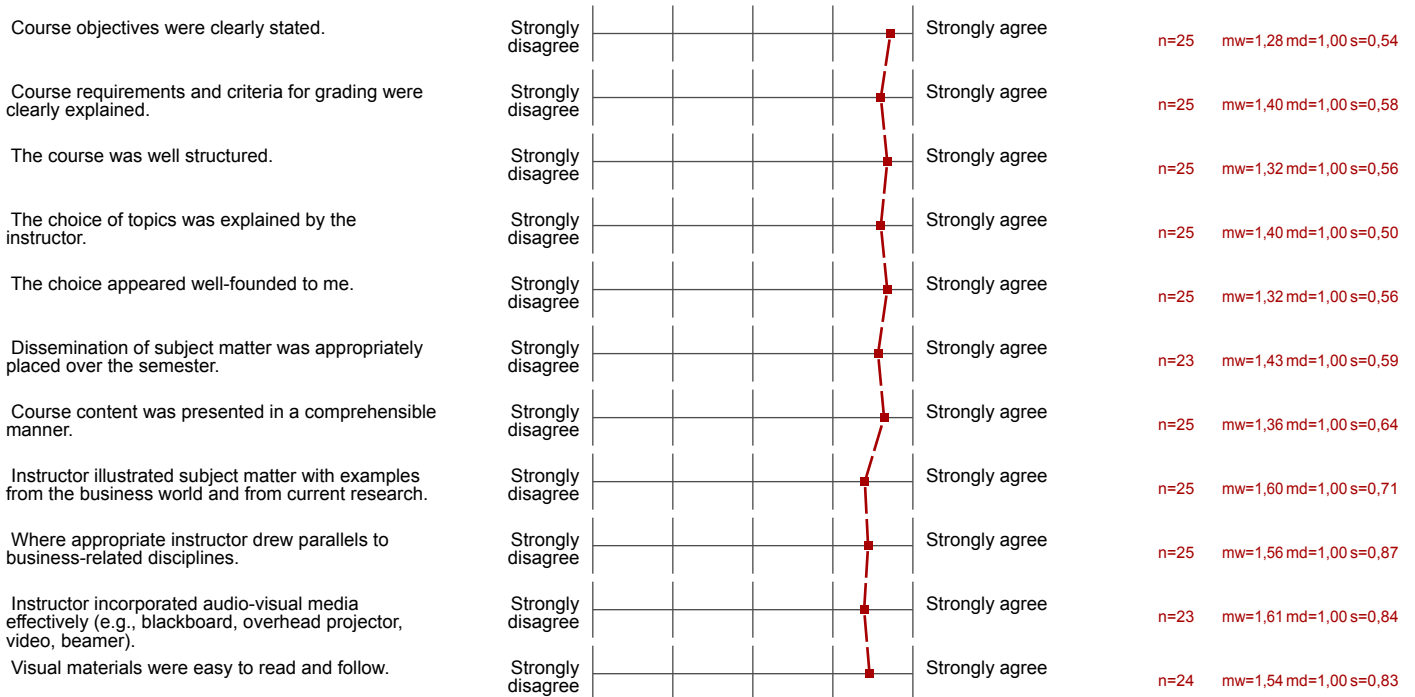 Course objectives were clearly stated.
Strongly
disagree
Strongly agree
n=25 mw=1,28 md=1,00 s=0,54
Course requirements and criteria for grading were
clearly explained.
Strongly
disagree
Strongly agree
n=25 mw=1,40 md=1,00 s=0,58
The course was well structured.
Strongly
disagree
Strongly agree
n=25 mw=1,32 md=1,00 s=0,56
The choice of topics was explained by the
instructor.
Strongly
disagree
Strongly agree
n=25 mw=1,40 md=1,00 s=0,50
The choice appeared well-founded to me.
Strongly
disagree
Strongly agree
n=25 mw=1,32 md=1,00 s=0,56
Dissemination of subject matter was appropriately
placed over the semester.
Strongly
disagree
Strongly agree
n=23 mw=1,43 md=1,00 s=0,59
Course content was presented in a comprehensible
manner.
Strongly
disagree
Strongly agree
n=25 mw=1,36 md=1,00 s=0,64
Instructor illustrated subject matter with examples
from the business world and from current research.
Strongly
disagree
Strongly agree
n=25 mw=1,60 md=1,00 s=0,71
Where appropriate instructor drew parallels to
business-related disciplines.
Strongly
disagree
Strongly agree
n=25 mw=1,56 md=1,00 s=0,87
Instructor incorporated audio-visual media
effectively (e.g., blackboard, overhead projector,
video, beamer).
Strongly
disagree
Strongly agree
n=23 mw=1,61 md=1,00 s=0,84
Visual materials were easy to read and follow.
Strongly
disagree
Strongly agree
n=24 mw=1,54 md=1,00 s=0,83